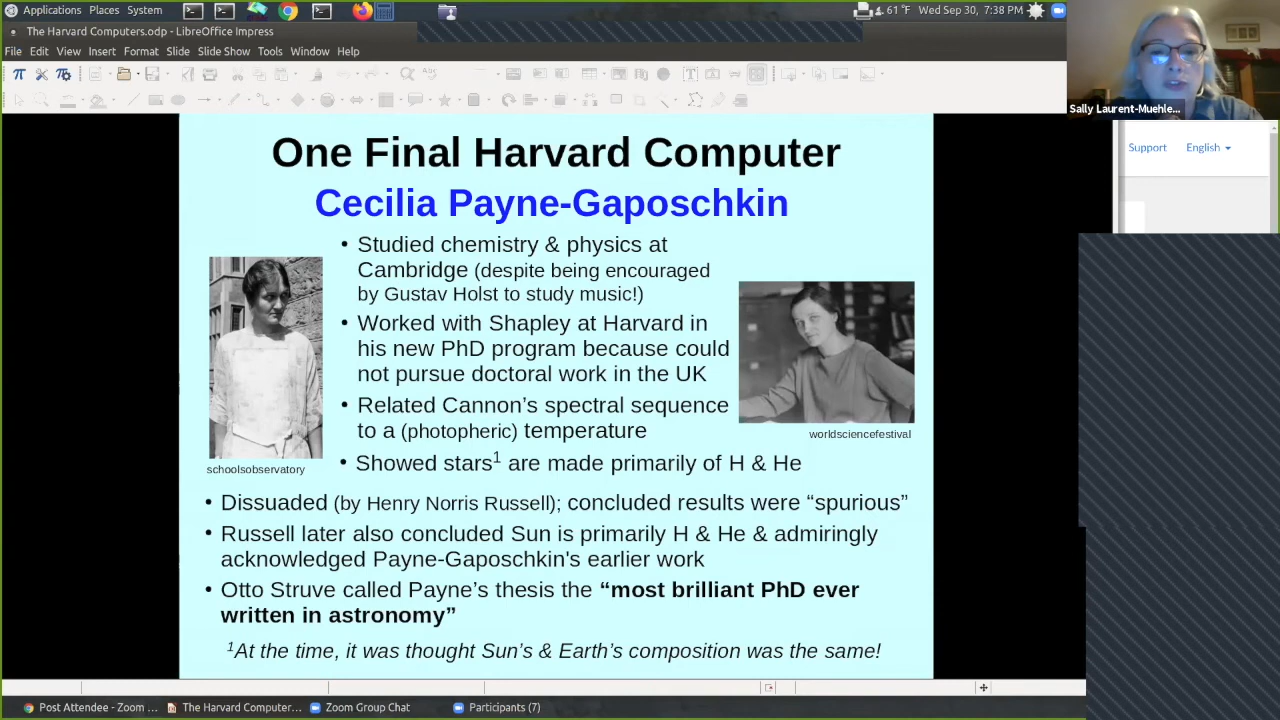 Applications Places System
61 °F Wed Sep 30, 7:38 PM
The Harvard Computers.odp - LibreOffice Impress
File Edit View Insert Format Slide Slide Show Tools Window Help
Sally Laurent-Muehle...
Support English
One Final Harvard Computer
Cecilia Payne-Gaposchkin
• Studied chemistry & physics at
Cambridge (despite being encouraged
by Gustav Holst to study music!)
• Worked with Shapley at Harvard in
his new PhD program because could
not pursue doctoral work in the UK
• Related Cannon’s spectral sequence
to a (photopheric) temperature
worldsciencefestival
• Showed stars1 are made primarily of H & He
schoolsobservatory
• Dissuaded (by Henry Norris Russell); concluded results were “spurious”
• Russell later also concluded Sun is primarily H & He & admiringly
acknowledged Payne-Gaposchkin's earlier work
• Otto Struve called Payne’s thesis the “most brilliant PhD ever
written in astronomy”
1At the time, it was thought Sun’s & Earth’s composition was the same!
Post Attendee - Zoom ... The Harvard Computer... Zoom Group Chat Participants (7)